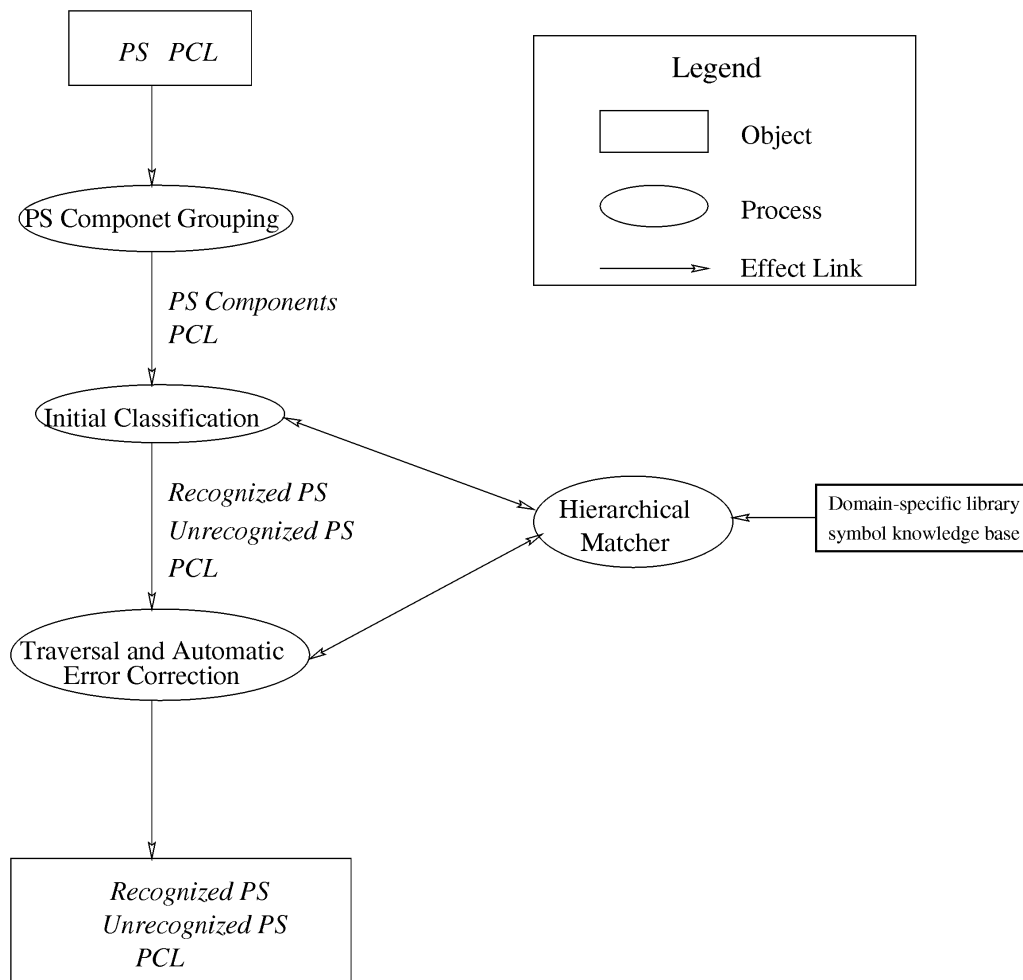 PS PCL
Legend
Object
Process
Effect Link
PS Componet Grouping
PS Components
PCL
Initial Classification
Recognized PS
Unrecognized PS
PCL
Hierarchical
Matcher
Domain-specific library
symbol knowledge base
Traversal and Automatic
Error Correction
Recognized PS
Unrecognized PS
PCL